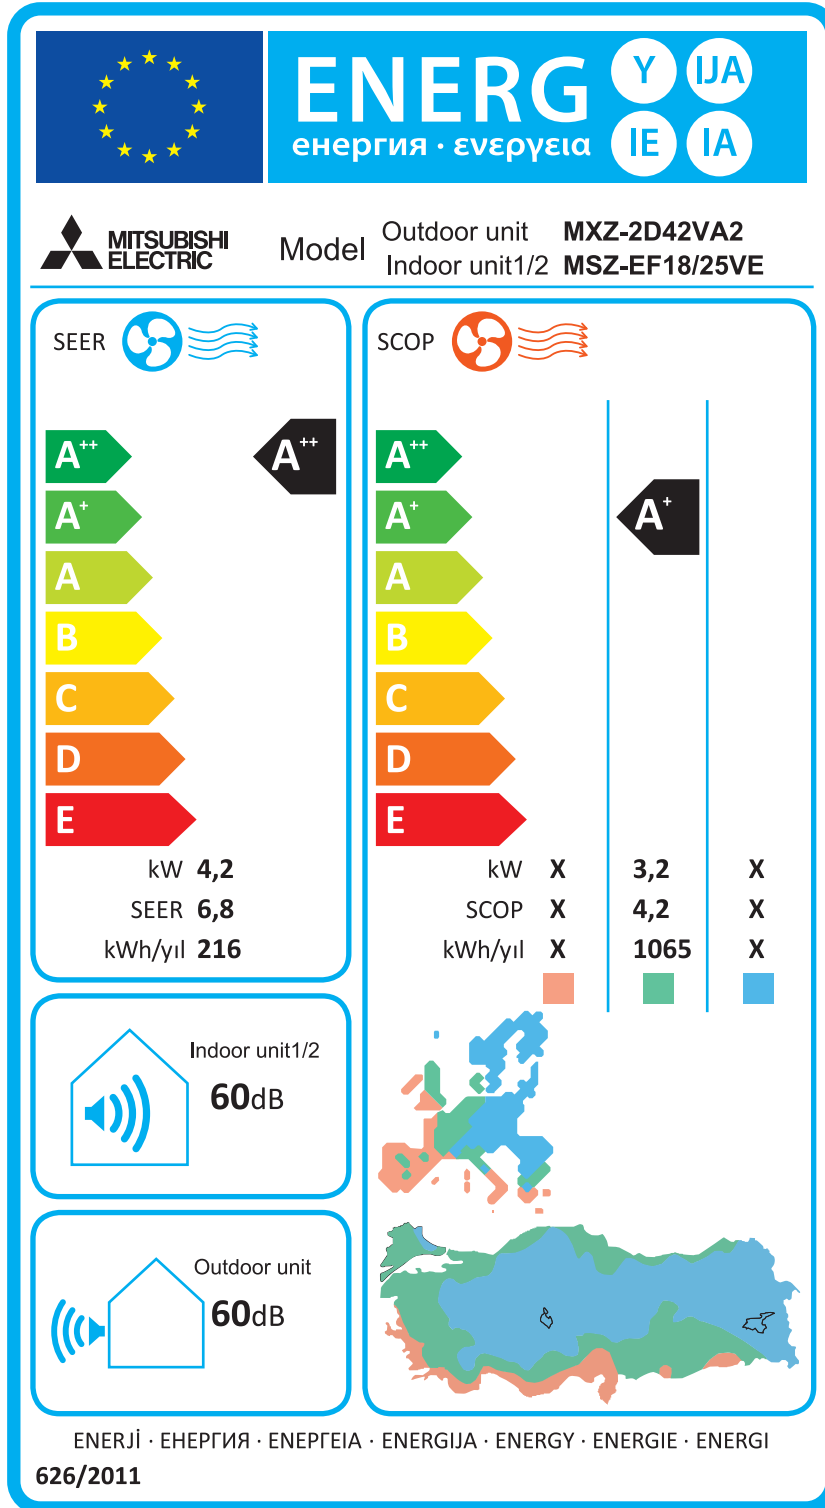 ENERG
енергия · ενεργεια
Y IJA
IE IA
MITSUBISHI
ELECTRIC
Model
Outdoor unit MXZ-2D42VA2
Indoor unit1/2 MSZ-EF18/25VE
SEER
A++ A++
A+
A
B
C
D
E
kW 4,2
SEER 6,8
kWh/yıl 216
SCOP
A++
A+ A+
A
B
C
D
E
kW X 3,2 X
SCOP X 4,2 X
kWh/yıl X 1065 X
Indoor unit1/2
60dB
Outdoor unit
60dB
ENERJİ · ЕНЕРГИЯ · ΕΝΕΡΓΕΙΑ · ENERGIJA · ENERGY · ENERGIE · ENERGI
626/2011